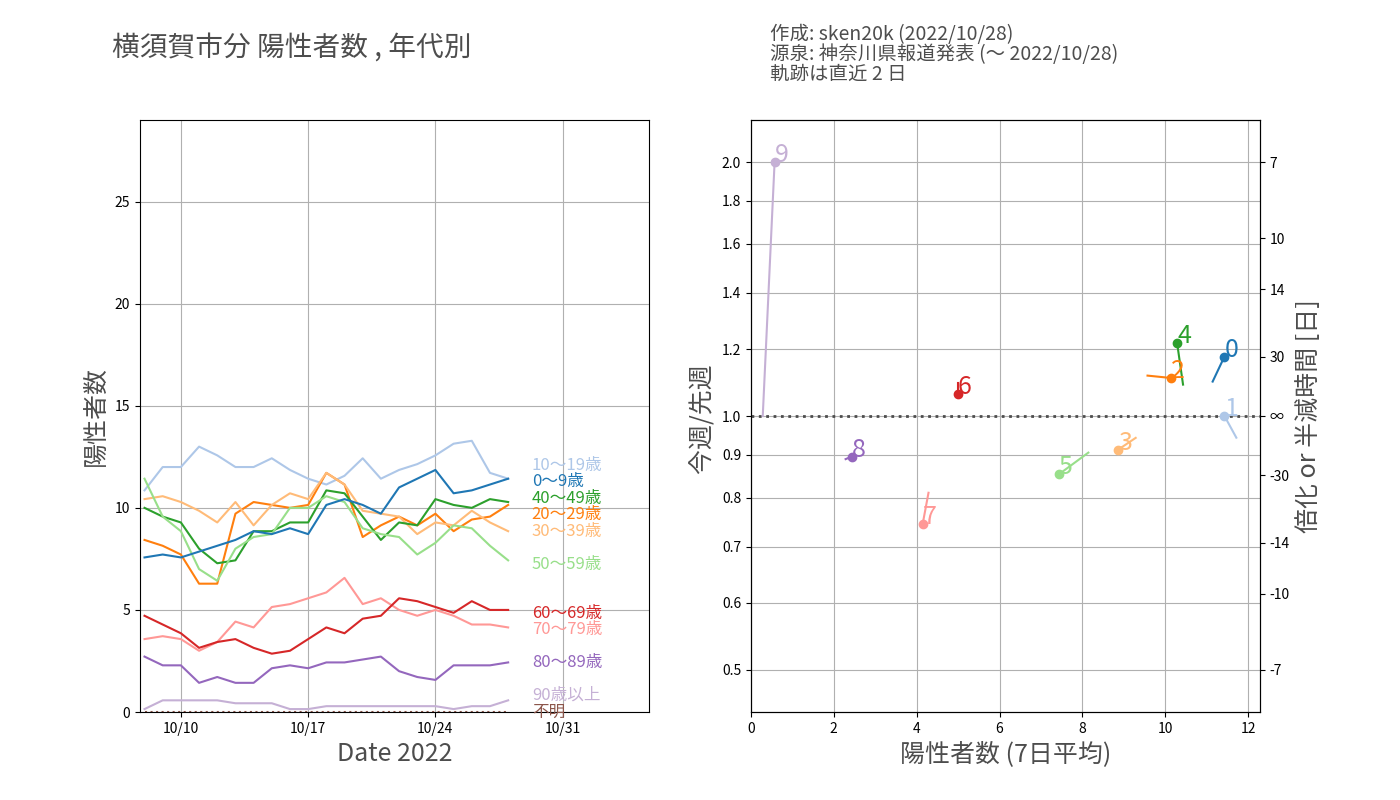 横須賀市分 陽性者数 , 年代別
作成: sken20k (2022/10/28)
源泉: 神奈川県報道発表 (〜 2022/10/28)
軌跡は直近 2 日
陽性者数
25
20
15
10
5
0
10/10
10/17
10/24
10/31
Date 2022
10〜19歳
0〜9歳
40〜49歳
20〜29歳
30〜39歳
50〜59歳
60〜69歳
70〜79歳
80〜89歳
90歳以上
不明
今週/先週
2.0
1.8
1.6
1.4
1.2
1.0
0.9
0.8
0.7
0.6
0.5
9
4
0
2
6
1
3
8
5
7
0
2
4
6
8
10
12
陽性者数 (7日平均)
7
10
14
30
∞
-30
-14
-10
-7
倍化 or 半減時間 [日]